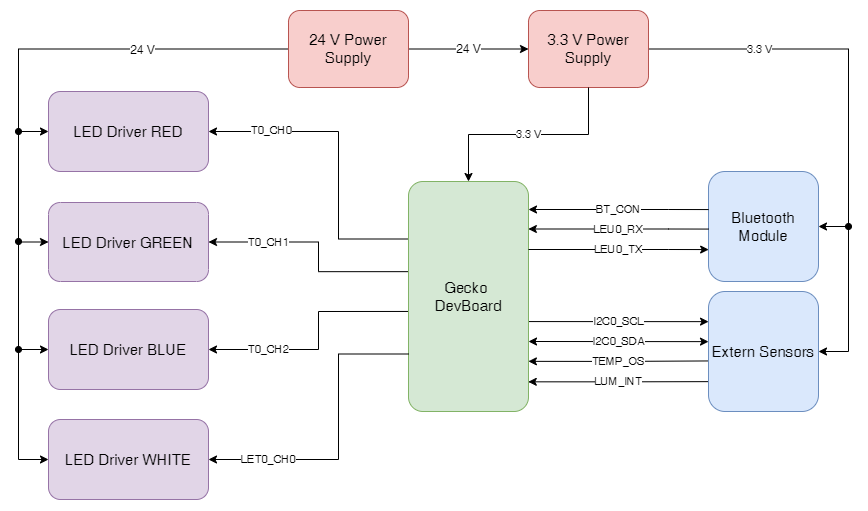 24 V Power
Supply
3.3 V Power
Supply
24 V
24 V
3.3 V
3.3 V
LED Driver RED
T0_CH0
LED Driver GREEN
T0_CH1
LED Driver BLUE
T0_CH2
LED Driver WHITE
LET0_CH0
Gecko
DevBoard
BT_CON
LEU0_RX
LEU0_TX
Bluetooth
Module
I2C0_SCL
I2C0_SDA
TEMP_OS
LUM_INT
Extern Sensors